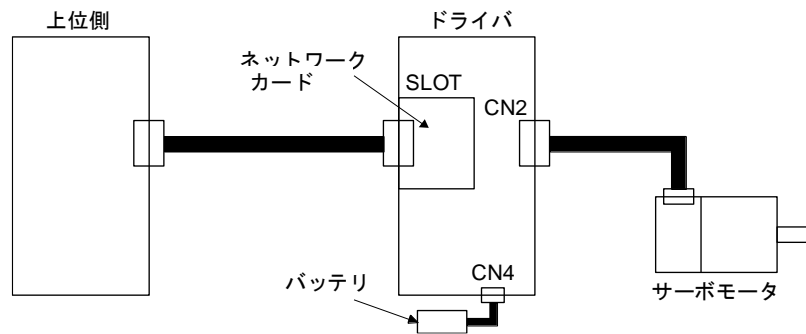 上位側
ドライバ
ネットワーク
カード
SLOT
CN2
CN4
バッテリ
サーボモータ